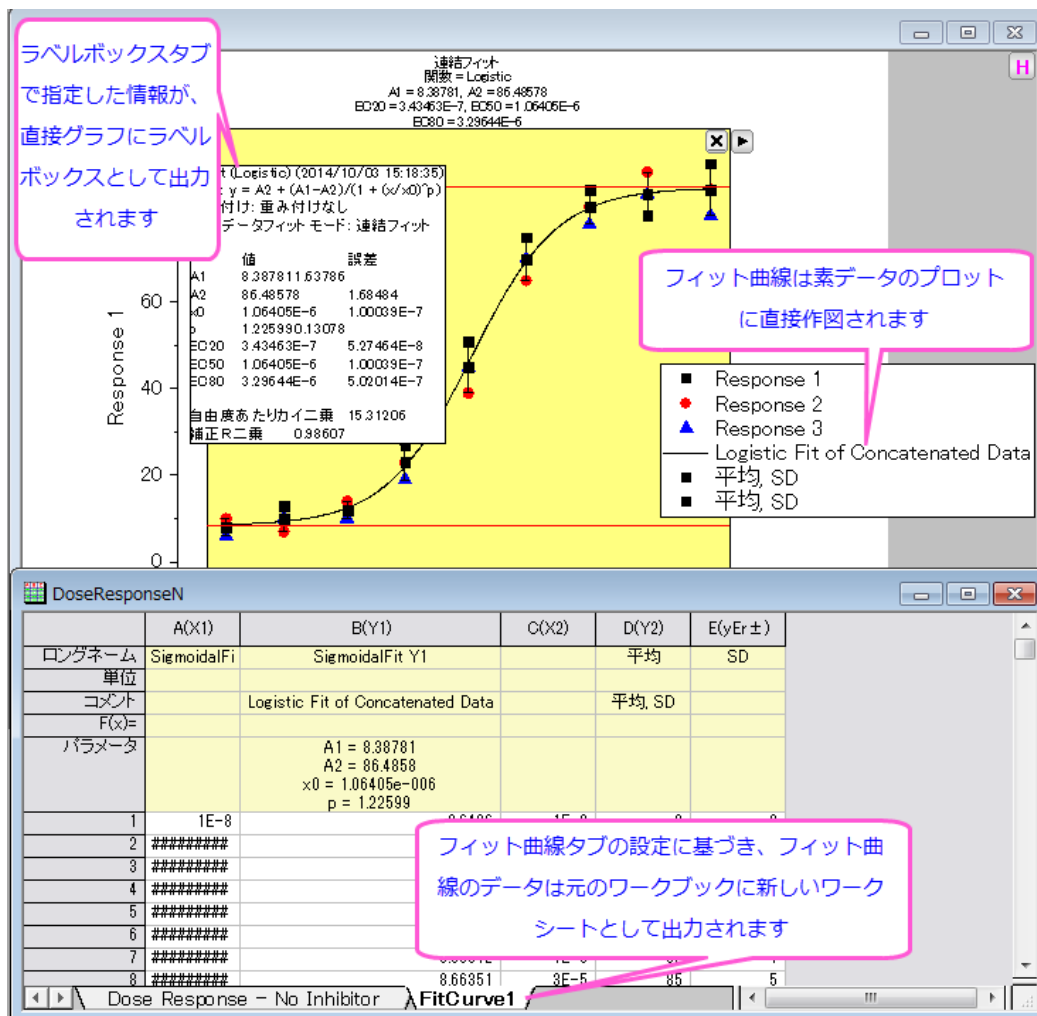 ラベルボックスタブ
で指定した情報が、
直接グラフにラベル
ボックスとして出力
されます
連結フィット
関数 = Logistic
A1 = 8.38781, A2 = 86.48578
EC20 = 3.43463E-7, EC50 = 1.06405E-6
EC80 = 3.29644E-6
H
(Logistic) (2014/10/03 15:18:35)
y = A2 + (A1-A2)/(1 + (x/x0)^p)
付け: 重み付けなし
データフィットモード: 連結フィット
値 誤差
A1 8.387811.63786
A2 86.48578 1.68484
x0 1.06405E-6 1.00039E-7
p 1.225990.13078
EC20 3.43463E-7 5.27464E-8
EC50 1.06405E-6 1.00039E-7
EC80 3.29644E-6 5.02014E-7
自由度あたりカイ二乗 15.31206
補正R二乗 0.98607
Response 1
60
40
20
0
フィット曲線は素データのプロット
に直接作図されます
Response 1
Response 2
Response 3
Logistic Fit of Concatenated Data
平均, SD
平均, SD
DoseResponseN
A(X1) B(Y1) C(X2) D(Y2) E(yEr±)
ロングネーム SigmoidalFi SigmoidalFit Y1 平均 SD
単位
コメント Logistic Fit of Concatenated Data 平均, SD
F(x)=
パラメータ A1 = 8.38781
A2 = 86.4858
x0 = 1.06405e-006
p = 1.22599
1 1E-8
2 #########
3 #########
4 #########
5 #########
6 #########
7 #########
8 ######### 8.66351 3E-5 85 5
フィット曲線タブの設定に基づき、フィット曲
線のデータは元のワークブックに新しいワーク
シートとして出力されます
Dose Response - No Inhibitor FitCurve1